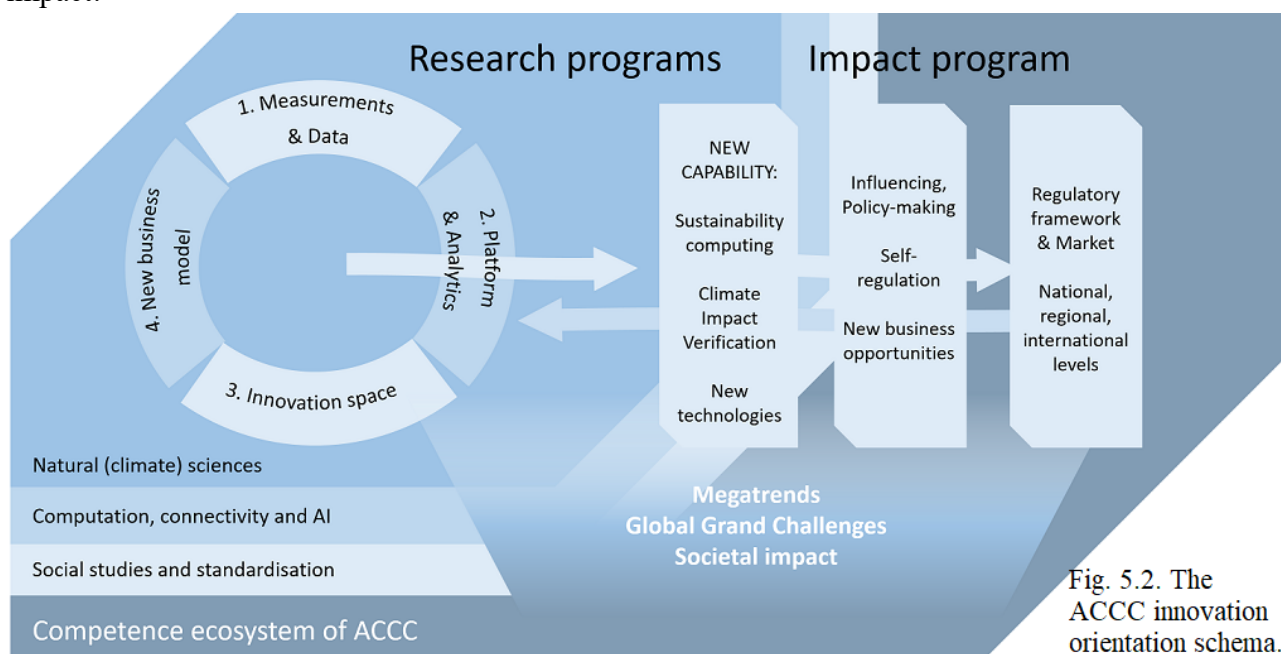 impact.
Research programs
Impact program
1. Measurements
& Data
2. Platform
& Analytics
3. Innovation space
4. New business
model
NEW
CAPABILITY:
Sustainability
computing
Climate
Impact
Verification
New
technologies
Influencing,
Policy-making
Self-
regulation
New business
opportunities
Regulatory
framework
& Market
National,
regional,
international
levels
Natural (climate) sciences
Computation, connectivity and AI
Social studies and standardisation
Competence ecosystem of ACCC
Megatrends
Global Grand Challenges
Societal impact
Fig. 5.2. The
ACCC innovation
orientation schema.